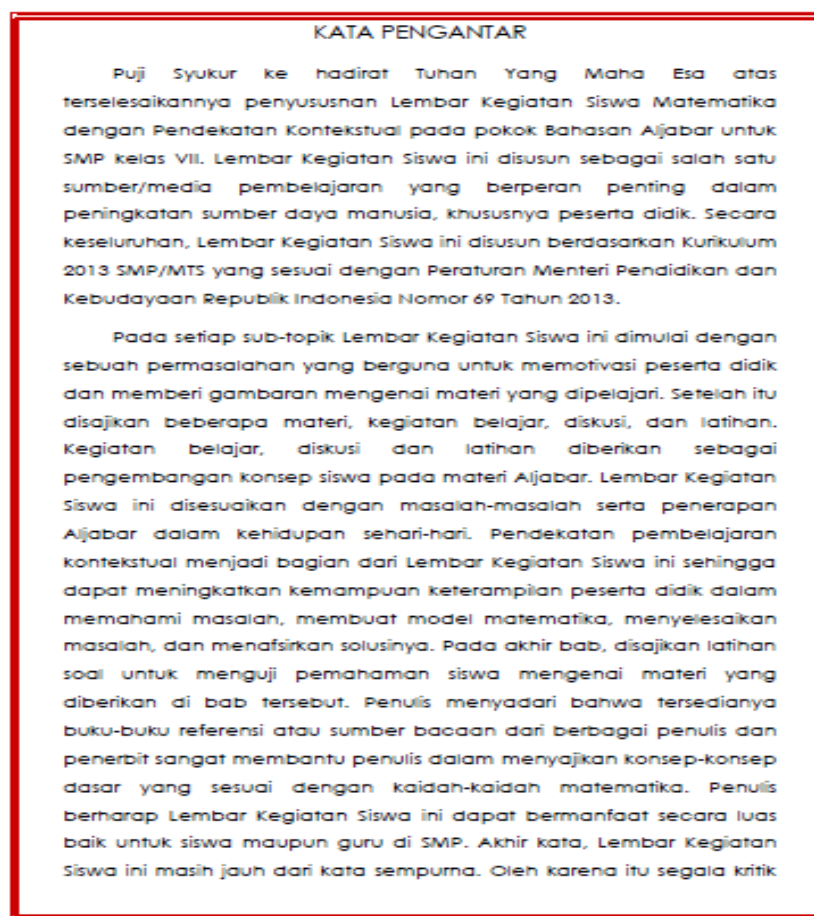 KATA PENGANTAR
Puji Syukur ke hadirat Tuhan Yang Maha Esa atas
terselesaikannya penyususnan Lembar Kegiatan Siswa Matematika
dengan Pendekatan Kontekstual pada pokok Bahasan Aljabar untuk
SMP kelas VII. Lembar Kegiatan Siswa ini disusun sebagai salah satu
sumber/media pembelajaran yang berperan penting dalam
peningkatan sumber daya manusia, khususnya peserta didik. Secara
keseluruhan, Lembar Kegiatan Siswa ini disusun berdasarkan Kurikulum
2013 SMP/MTS yang sesuai dengan Peraturan Menteri Pendidikan dan
Kebudayaan Republik Indonesia Nomor 69 Tahun 2013.
Pada setiap sub-topik Lembar Kegiatan Siswa ini dimulai dengan
sebuah permasalahan yang berguna untuk memotivasi peserta didik
dan memberi gambaran mengenai materi yang dipelajari. Setelah itu
disajikan beberapa materi, kegiatan belajar, diskusi, dan latihan.
Kegiatan belajar, diskusi dan latihan diberikan sebagai
pengembangan konsep siswa pada materi Aljabar. Lembar Kegiatan
Siswa ini disesuaikan dengan masalah-masalah serta penerapan
Aljabar dalam kehidupan sehari-hari. Pendekatan pembelajaran
kontekstual menjadi bagian dari Lembar Kegiatan Siswa ini sehingga
dapat meningkatkan kemampuan keterampilan peserta didik dalam
memahami masalah, membuat model matematika, menyelesaikan
masalah, dan menafsirkan solusinya. Pada akhir bab, disajikan latihan
soal untuk menguji pemahaman siswa mengenai materi yang
diberikan di bab tersebut. Penulis menyadari bahwa tersedianya
buku-buku referensi atau sumber bacaan dari berbagai penulis dan
penerbit sangat membantu penulis dalam menyajikan konsep-konsep
dasar yang sesuai dengan kaidah-kaidah matematika. Penulis
berharap Lembar Kegiatan Siswa ini dapat bermanfaat secara luas
baik untuk siswa maupun guru di SMP. Akhir kata, Lembar Kegiatan
Siswa ini masih jauh dari kata sempurna. Oleh karena itu segala kritik